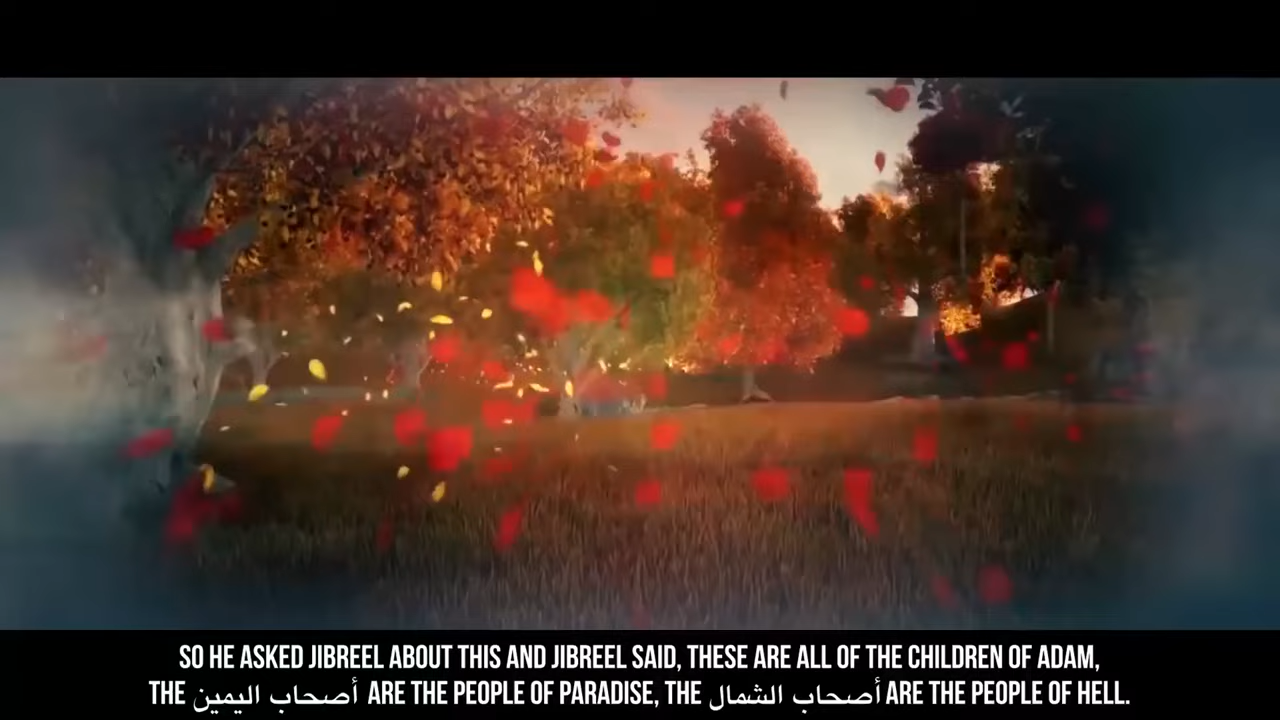 SO HE ASKED JIBREEL ABOUT THIS AND JIBREEL SAID, THESE ARE ALL OF THE CHILDREN OF ADAM,
THE أصحاب اليمين ARE THE PEOPLE OF PARADISE, THE أصحاب الشمال ARE THE PEOPLE OF HELL.